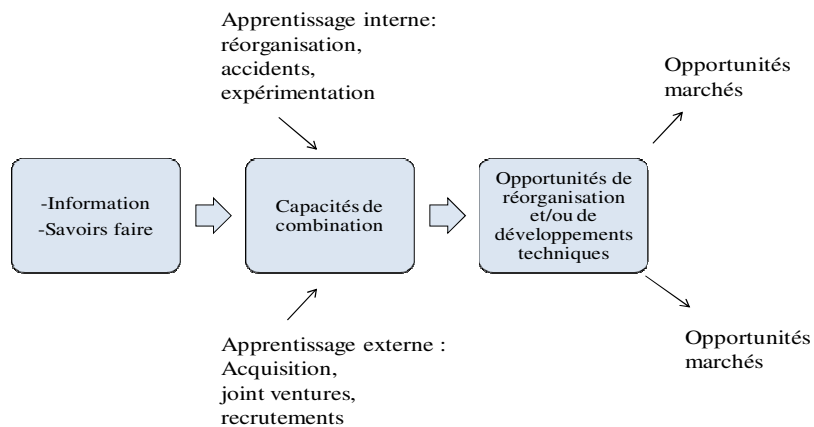 Apprentissage interne:
réorganisation,
accidents,
expérimentation
Opportunités
marchés
-Information
-Savoirs faire
Capacités de
combination
Opportunités de
réorganisation
et/ou de
développements
techniques
Opportunités
marchés
Apprentissage externe :
Acquisition,
joint ventures,
recrutements